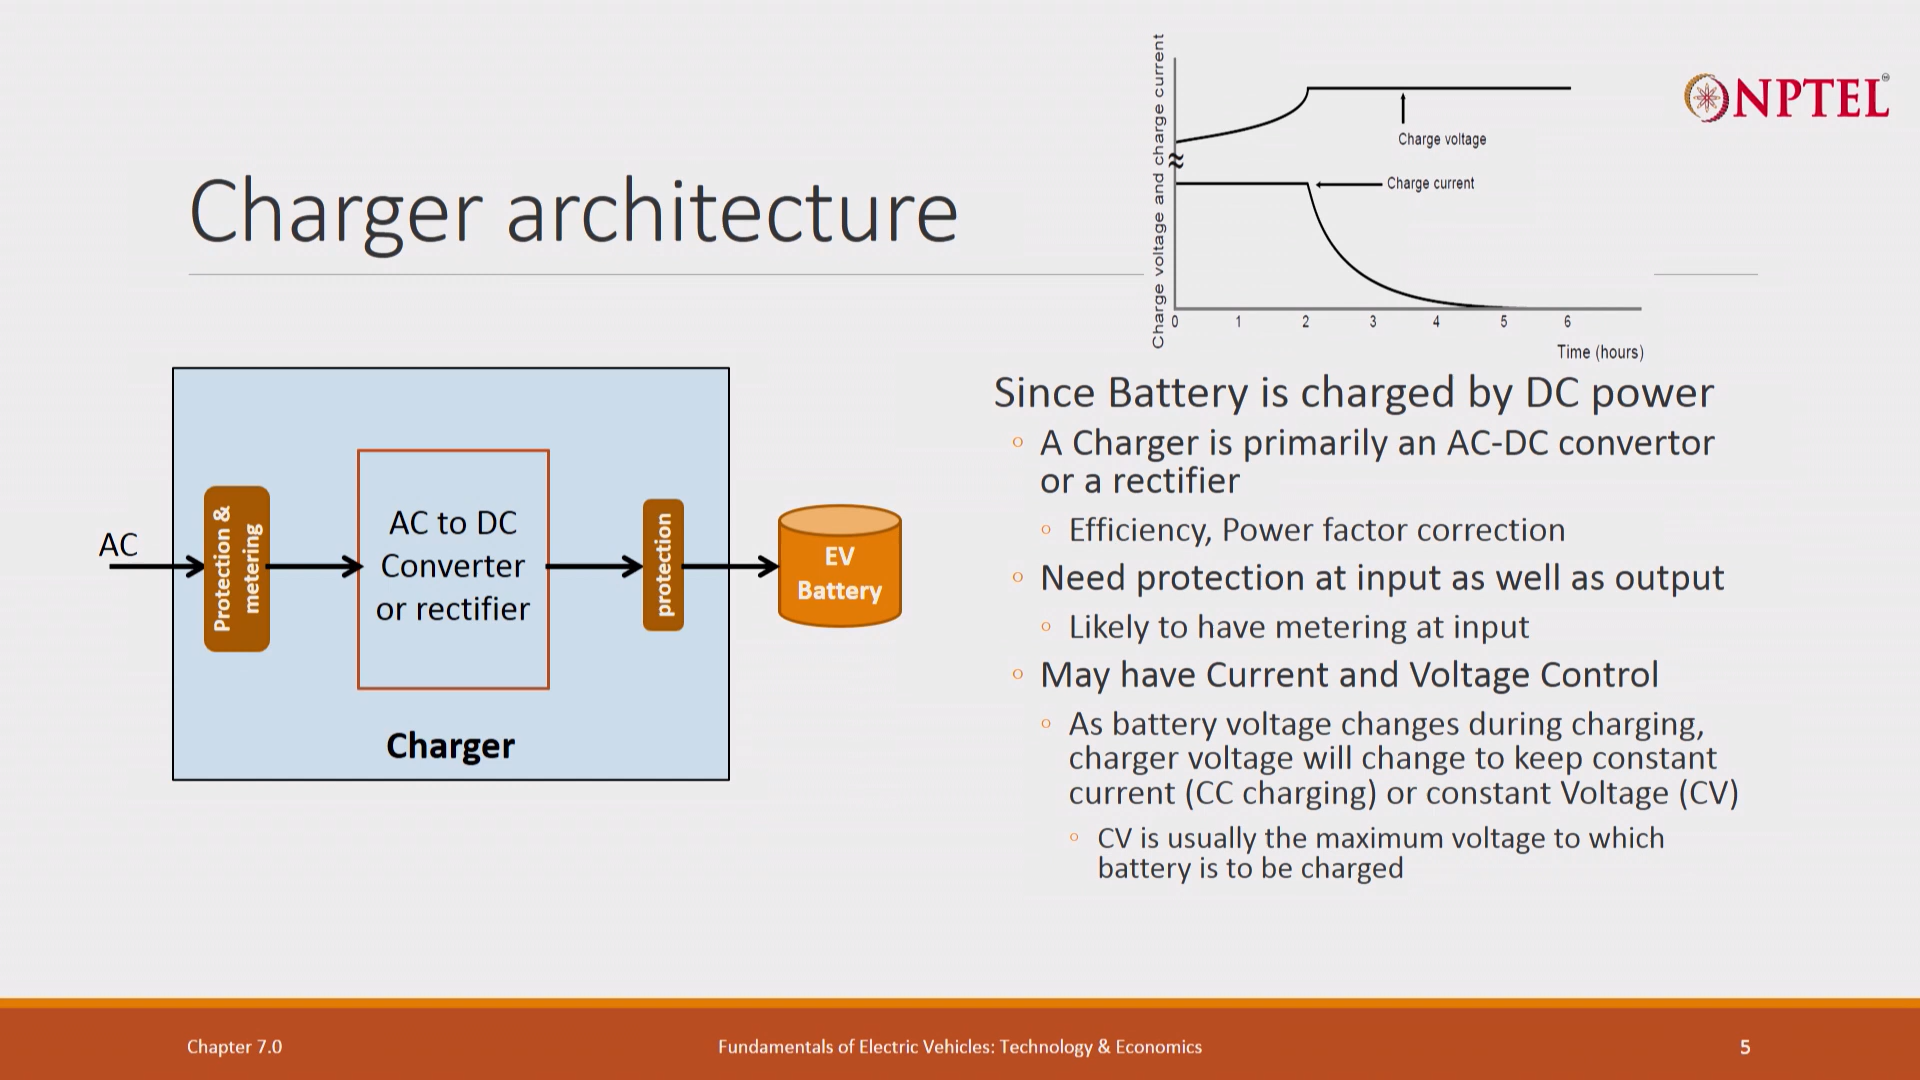 Charge voltage and charge current
NPTEL
Charge voltage
≈
Charge current
0 1 2 3 4 5 6
Time (hours)
Charger architecture
AC
Protection &
metering
AC to DC
Converter
or rectifier
protection
EV
Battery
Charger
Since Battery is charged by DC power
A Charger is primarily an AC-DC convertor
or a rectifier
Efficiency, Power factor correction
Need protection at input as well as output
Likely to have metering at input
May have Current and Voltage Control
As battery voltage changes during charging,
charger voltage will change to keep constant
current (CC charging) or constant Voltage (CV)
CV is usually the maximum voltage to which
battery is to be charged
Chapter 7.0
Fundamentals of Electric Vehicles: Technology & Economics
5